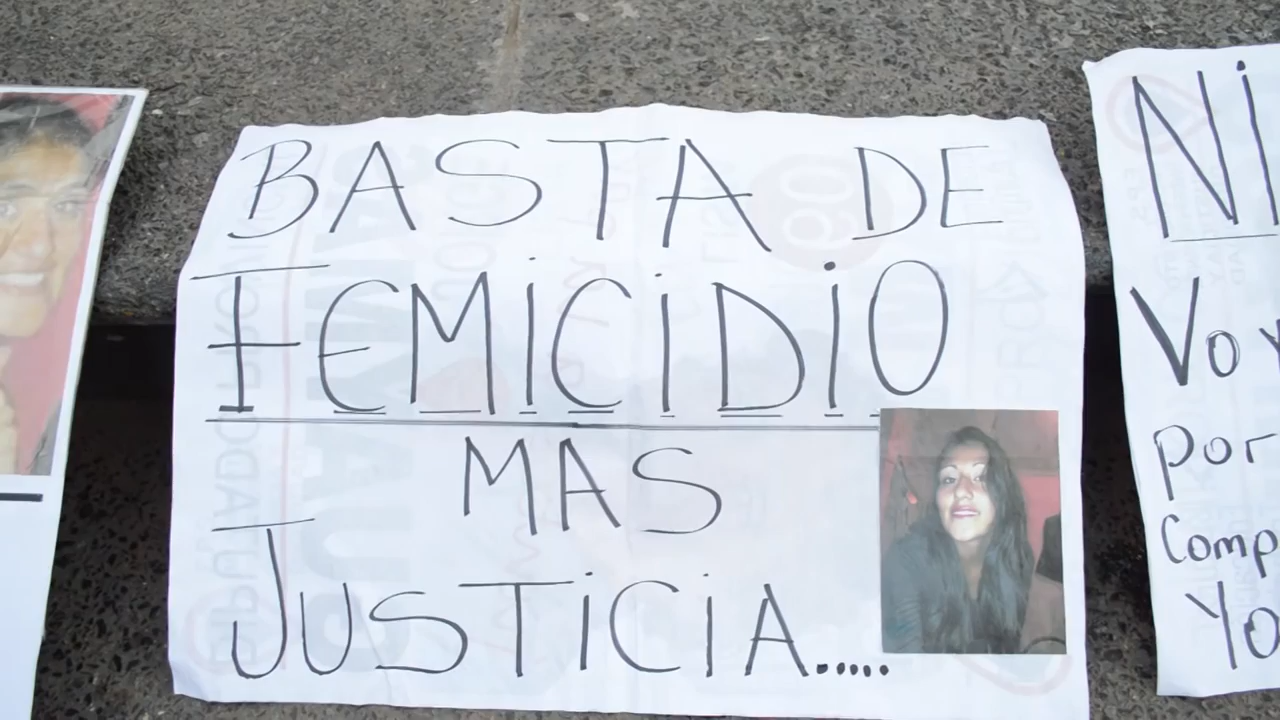 BASTA DE
FEMiCiDiO
MAS
JUSTiCiA.....
Ni
Vo
por
Comp
Yo